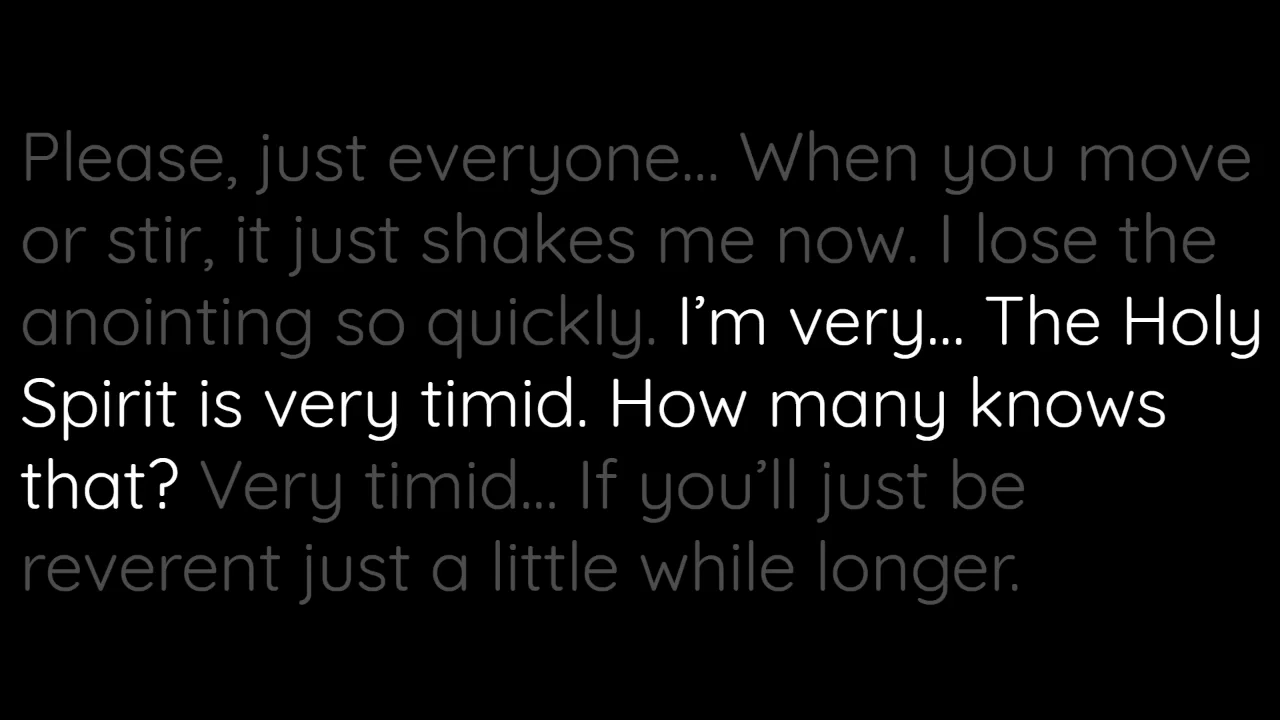 Please, just everyone... When you move
or stir, it just shakes me now. I lose the
anointing so quickly. I’m very... The Holy
Spirit is very timid. How many knows
that? Very timid... If you’ll just be
reverent just a little while longer.